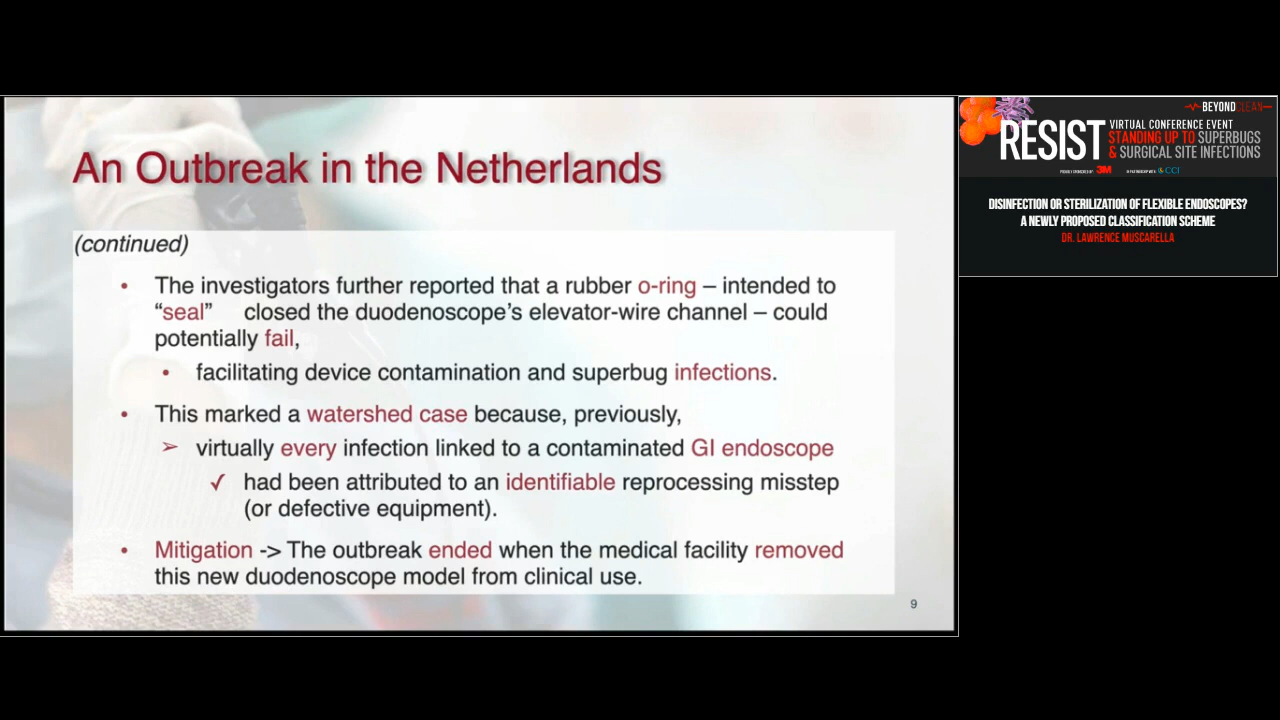 An Outbreak in the Netherlands
(continued)
• The investigators further reported that a rubber o-ring – intended to
“seal” closed the duodenoscope’s elevator-wire channel – could
potentially fail,
• facilitating device contamination and superbug infections.
• This marked a watershed case because, previously,
➢ virtually every infection linked to a contaminated GI endoscope
✓ had been attributed to an identifiable reprocessing misstep
(or defective equipment).
• Mitigation -> The outbreak ended when the medical facility removed
this new duodenoscope model from clinical use.
9
BEYONDCLEAN
RESIST
VIRTUAL CONFERENCE EVENT
STANDING UP TO SUPERBUGS
& SURGICAL SITE INFECTIONS
PROUDLY SPONSORED BY: 3M IN PARTNERSHIP WITH CCI
DISINFECTION OR STERILIZATION OF FLEXIBLE ENDOSCOPES?
A NEWLY PROPOSED CLASSIFICATION SCHEME
DR. LAWRENCE MUSCARELLA